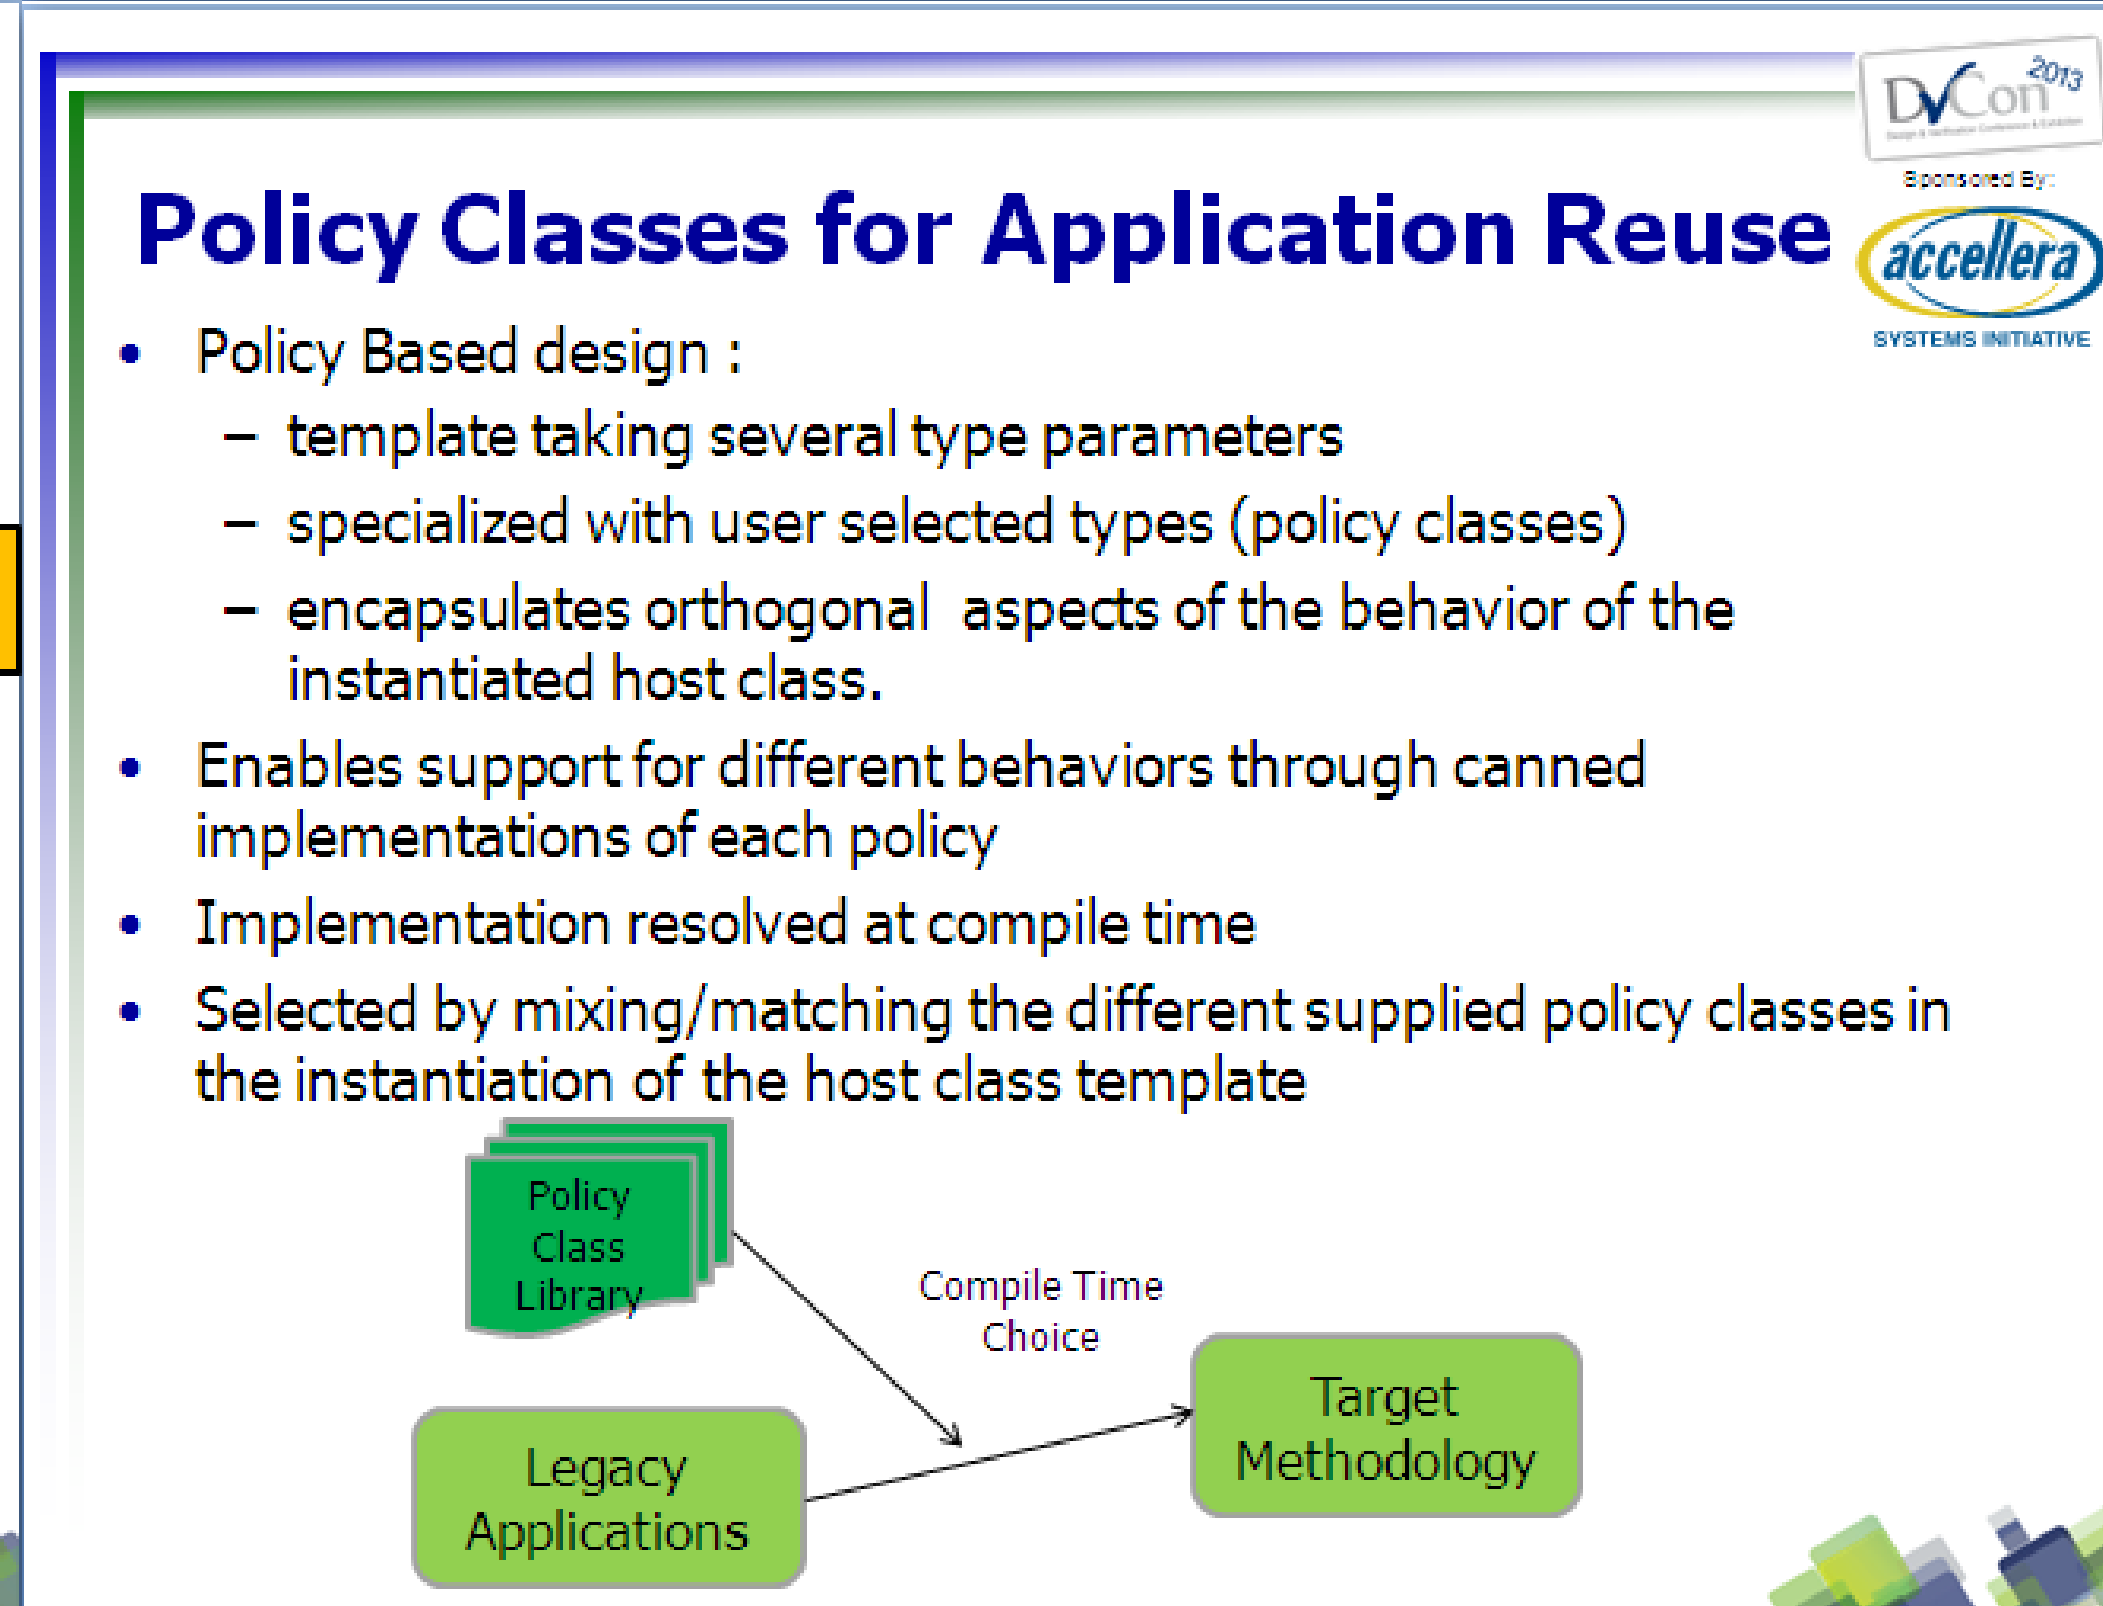 DVCon 2013
Sponsored By:
Policy Classes for Application Reuse
accellera
SYSTEMS INITIATIVE
• Policy Based design :
– template taking several type parameters
– specialized with user selected types (policy classes)
– encapsulates orthogonal aspects of the behavior of the
instantiated host class.
• Enables support for different behaviors through canned
implementations of each policy
• Implementation resolved at compile time
• Selected by mixing/matching the different supplied policy classes in
the instantiation of the host class template
Policy
Class
Library
Compile Time
Choice
Target
Methodology
Legacy
Applications